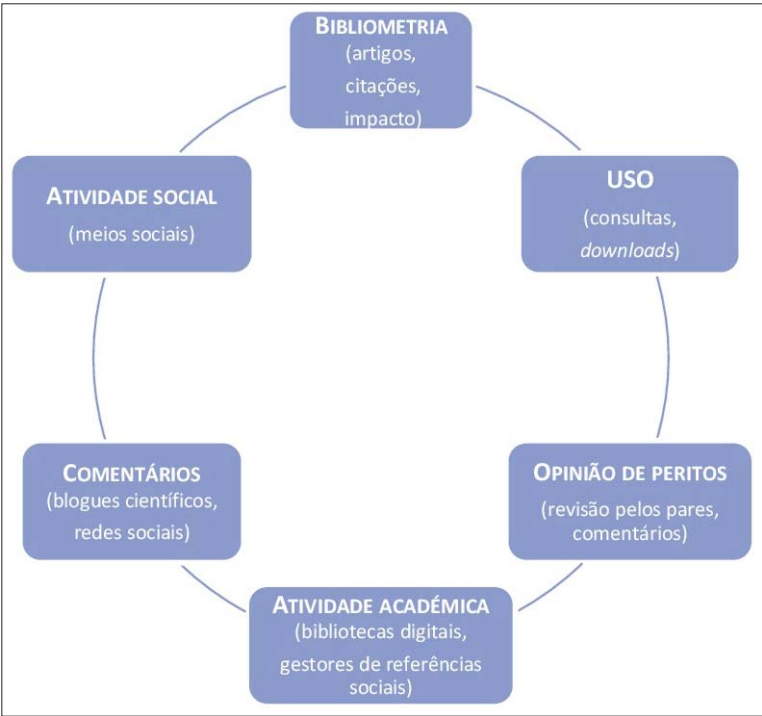 BIBLIOMETRIA
(artigos,
citações,
impacto)
USO
(consultas,
downloads)
OPINIÃO DE PERITOS
(revisão pelos pares,
comentários)
ATIVIDADE ACADÉMICA
(bibliotecas digitais,
gestores de referências
sociais)
COMENTÁRIOS
(blogues científicos,
redes sociais)
ATIVIDADE SOCIAL
(meios sociais)